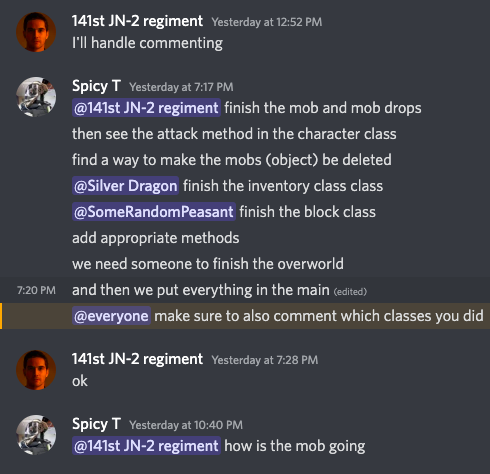 141st JN-2 regiment Yesterday at 12:52 PM
I'll handle commenting
Spicy T Yesterday at 7:17 PM
@141st JN-2 regiment finish the mob and mob drops
then see the attack method in the character class
find a way to make the mobs (object) be deleted
@Silver Dragon finish the inventory class class
@SomeRandomPeasant finish the block class
add appropriate methods
we need someone to finish the overworld
7:20 PM and then we put everything in the main (edited)
@everyone make sure to also comment which classes you did
141st JN-2 regiment Yesterday at 7:28 PM
ok
Spicy T Yesterday at 10:40 PM
@141st JN-2 regiment how is the mob going